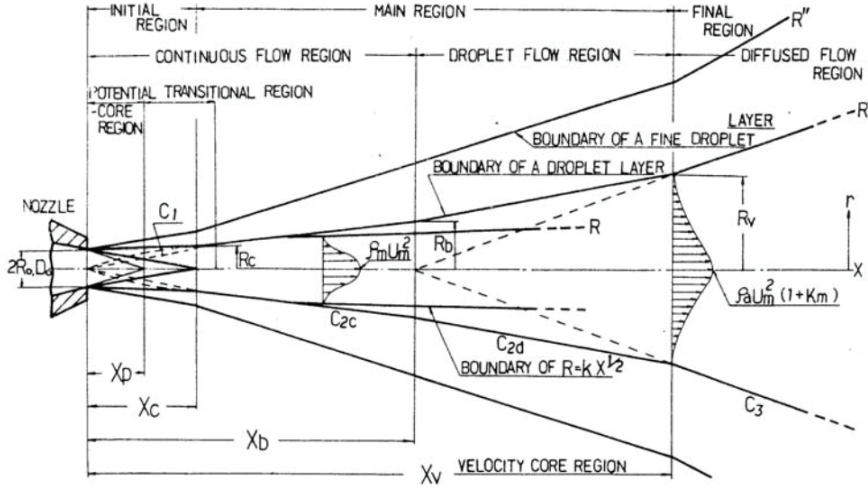 INITIAL
REGION
MAIN REGION
FINAL
REGION
R"
CONTINUOUS FLOW REGION
DROPLET FLOW REGION
DIFFUSED FLOW
REGION
POTENTIAL TRANSITIONAL REGION
-CORE
REGION
LAYER
R
BOUNDARY OF A FINE DROPLET
BOUNDARY OF A DROPLET LAYER
NOZZLE
C1
R
r
Rc
Rb
Rv
ρmUm²
2R₀,D₀
X
ρaUm²(1+Km)
C2c
C2d
BOUNDARY OF R=kX^1/2
Xp
C3
Xc
Xb
Xv
VELOCITY CORE REGION